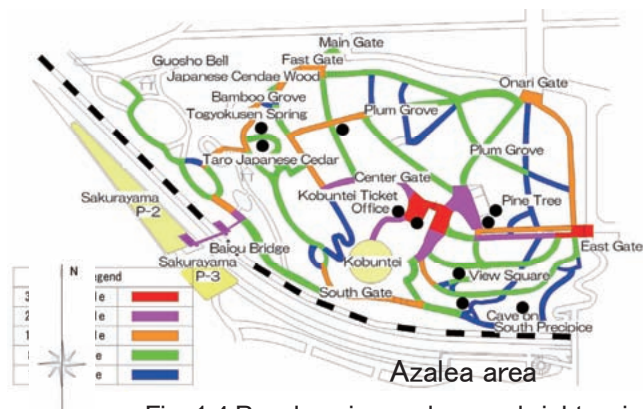 Main Gate
Guosho Bell
Fast Gate
Japanese Cendae Wood
Onari Gate
Bamboo Grove
Togyokusen Soring
Plum Grove
Plum Grove
Taro Japanese Cedar
Center Gate
Kobuntei Ticket
Office
Pine Tree
Sakurayama
P-2
East Gate
Baiou Bridge
Kobuntei
View Square
Sakurayama
P-3
South Gate
Cave on
South Precipice
N
egend
Azalea area